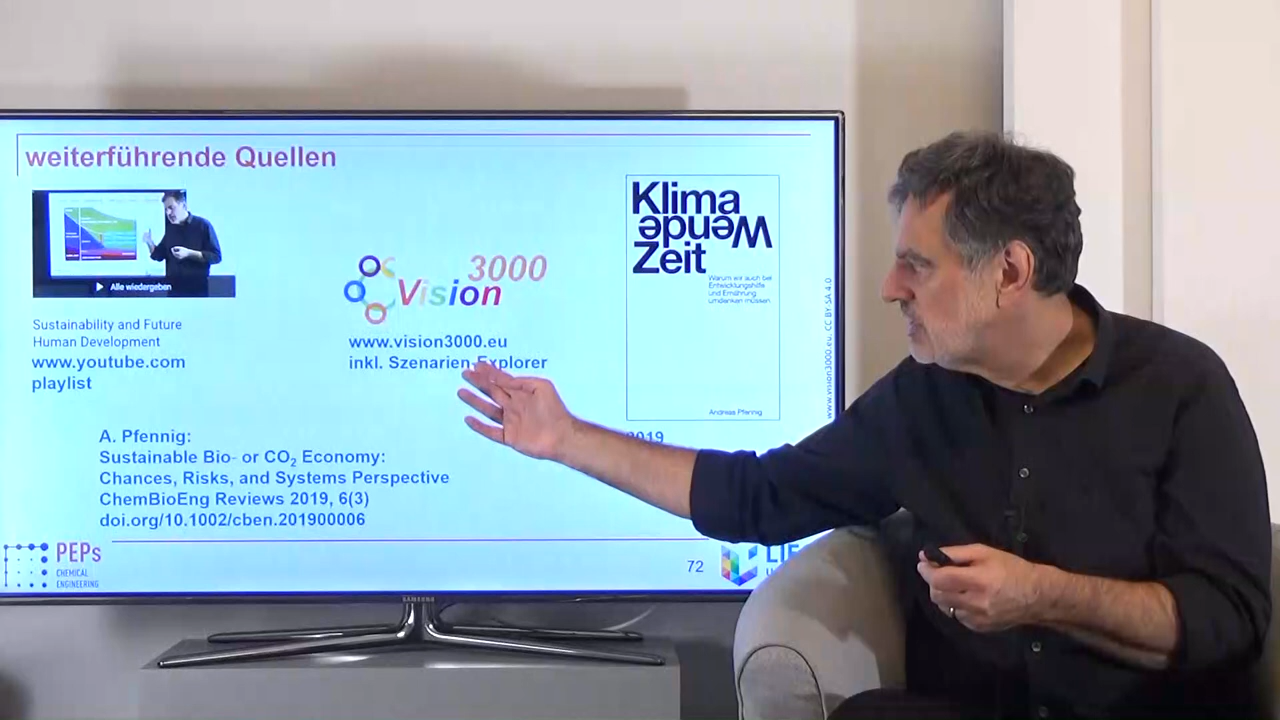 weiterführende Quellen
Alle wiedergeben
Sustainability and Future
Human Development
www.youtube.com
playlist
3000
Vision
www.vision3000.eu
inkl. Szenarien-Explorer
Klima
Wende
Zeit
Warum wir auch bei
Entwicklungshilfe
und Ernährung
umdenken müssen
Andreas Pfennig
2019
www.vision3000.eu, CC BY-SA 4.0
A. Pfennig:
Sustainable Bio- or CO₂ Economy:
Chances, Risks, and Systems Perspective
ChemBioEng Reviews 2019, 6(3)
doi.org/10.1002/cben.201900006
PEPs
CHEMICAL
ENGINEERING
72
SAMSUNG